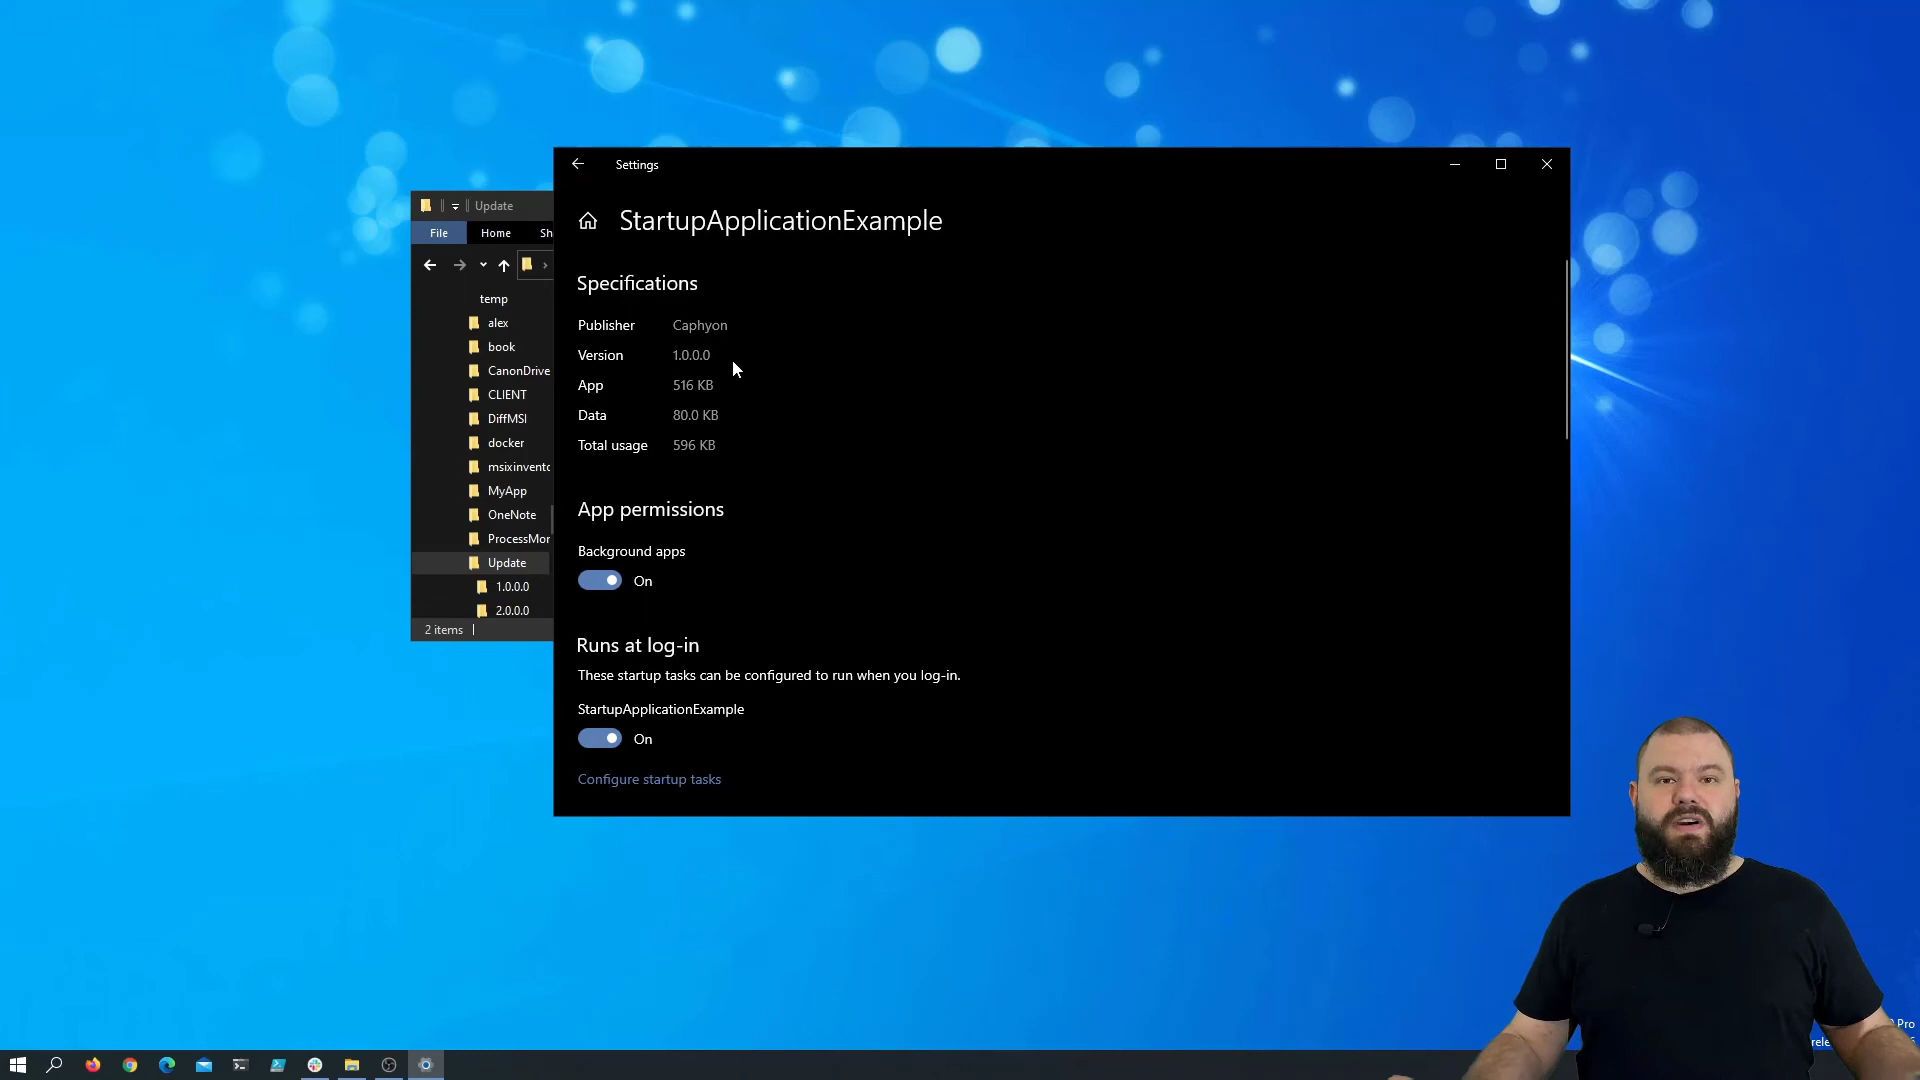 Update
File
Home
Sh
temp
alex
book
CanonDrive
CLIENT
DiffMSI
docker
msixinvento
MyApp
OneNote
ProcessMor
Update
1.0.0.0
2.0.0.0
2 items
Settings
StartupApplicationExample
Specifications
Publisher Caphyon
Version 1.0.0.0
App 516 KB
Data 80.0 KB
Total usage 596 KB
App permissions
Background apps
On
Runs at log-in
These startup tasks can be configured to run when you log-in.
StartupApplicationExample
On
Configure startup tasks
Pro